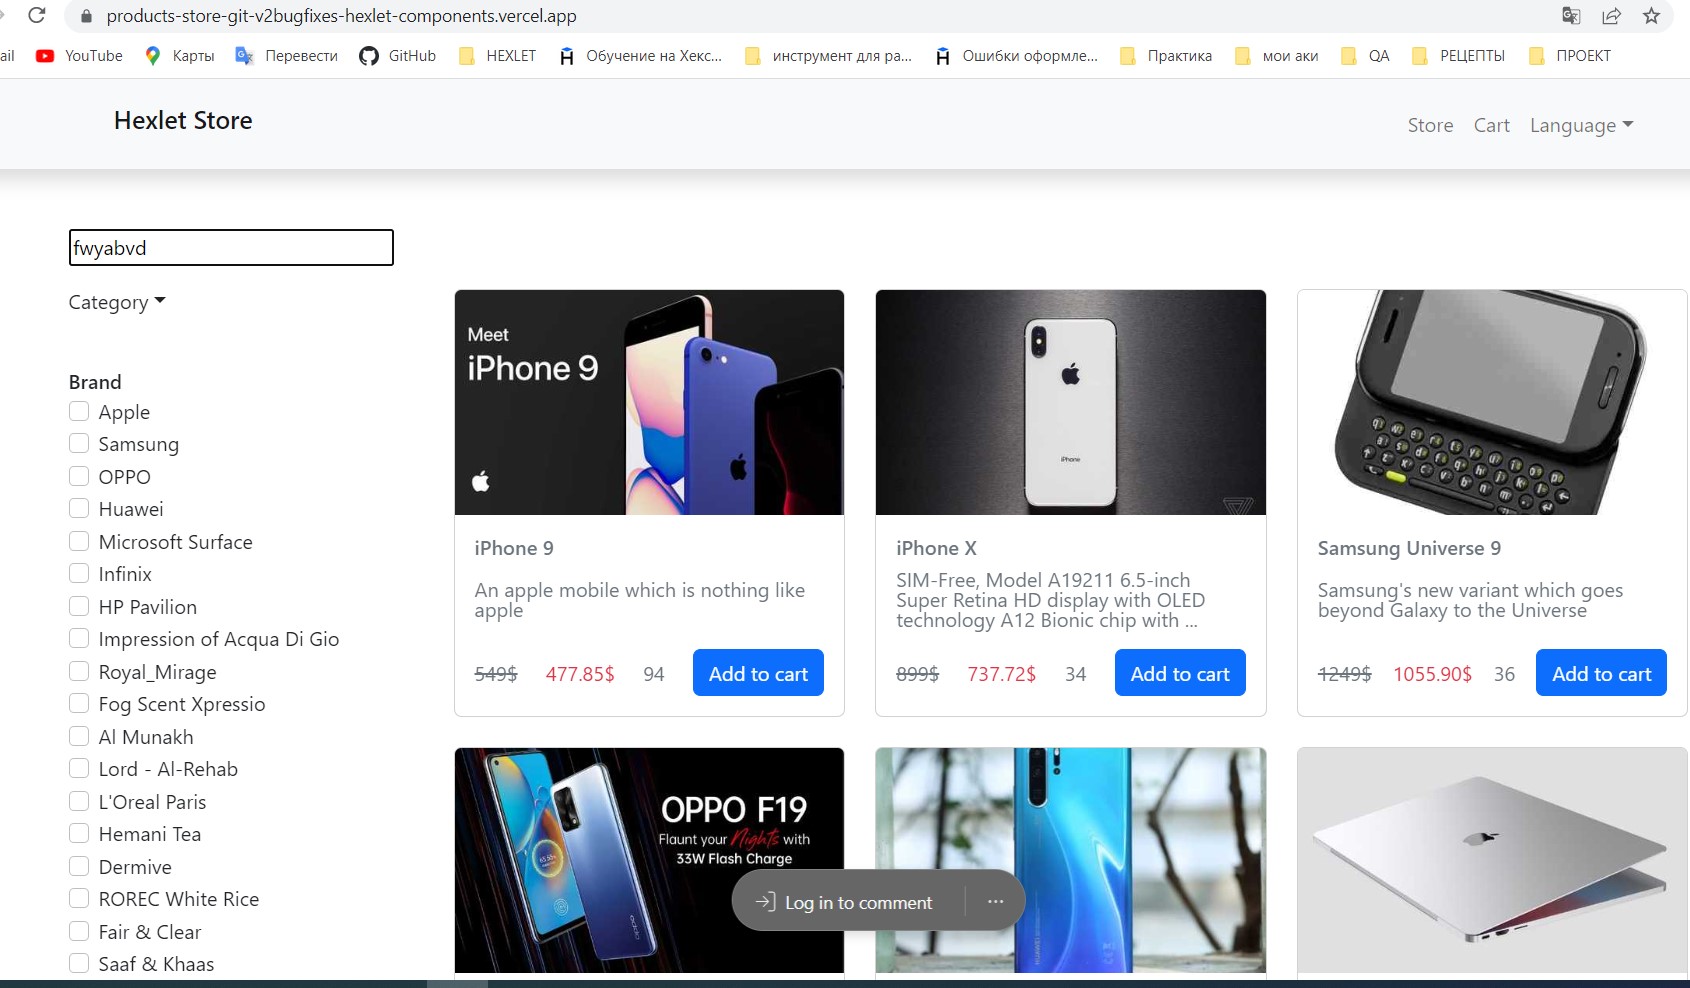 products-store-git-v2bugfixes-hexlet-components.vercel.app
ail YouTube Карты Перевести GitHub HEXLET Обучение на Хекс... инструмент для ра... Ошибки оформле... Практика мои аки QA РЕЦЕПТЫ ПРОЕКТ
Hexlet Store
Store Cart Language
fwyabvd
Category
Brand
Apple
Samsung
OPPO
Huawei
Microsoft Surface
Infinix
HP Pavilion
Impression of Acqua Di Gio
Royal_Mirage
Fog Scent Xpressio
Al Munakh
Lord - Al-Rehab
L'Oreal Paris
Hemani Tea
Dermive
ROREC White Rice
Fair & Clear
Saaf & Khaas
Meet
iPhone 9
iPhone 9
An apple mobile which is nothing like
apple
549$ 477.85$ 94 Add to cart
iPhone
iPhone X
SIM-Free, Model A19211 6.5-inch
Super Retina HD display with OLED
technology A12 Bionic chip with ...
899$ 737.72$ 34 Add to cart
Samsung Universe 9
Samsung's new variant which goes
beyond Galaxy to the Universe
1249$ 1055.90$ 36 Add to cart
OPPO F19
Flaunt your Nights with
33W Flash Charge
oppo
HUAWEI
Log in to comment